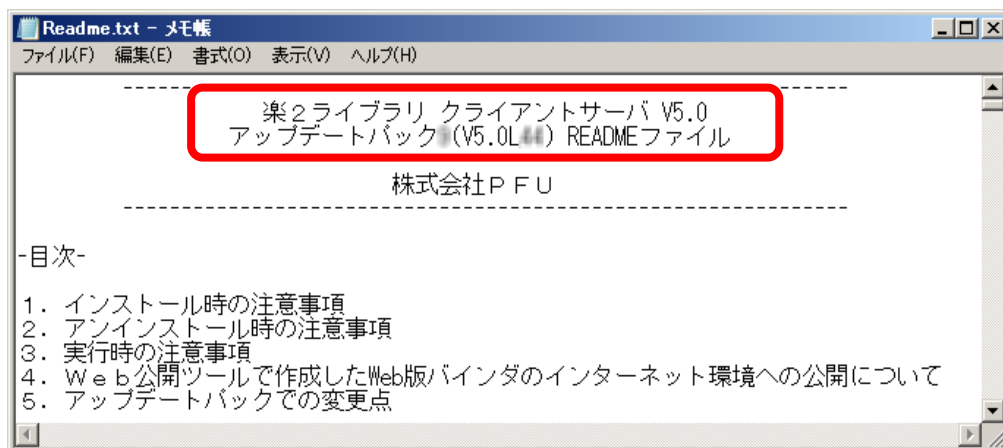 Readme.txt - メモ帳
ファイル(F) 編集(E) 書式(O) 表示(V) ヘルプ(H)
------------------------------------------------------------
楽２ライブラリ クライアントサーバ V5.0
アップデートパック (V5.0L ) READMEファイル
株式会社ＰＦＵ
------------------------------------------------------------
-目次-
１．インストール時の注意事項
２．アンインストール時の注意事項
３．実行時の注意事項
４．Ｗｅｂ公開ツールで作成したWeb版バインダのインターネット環境への公開について
５．アップデートパックでの変更点